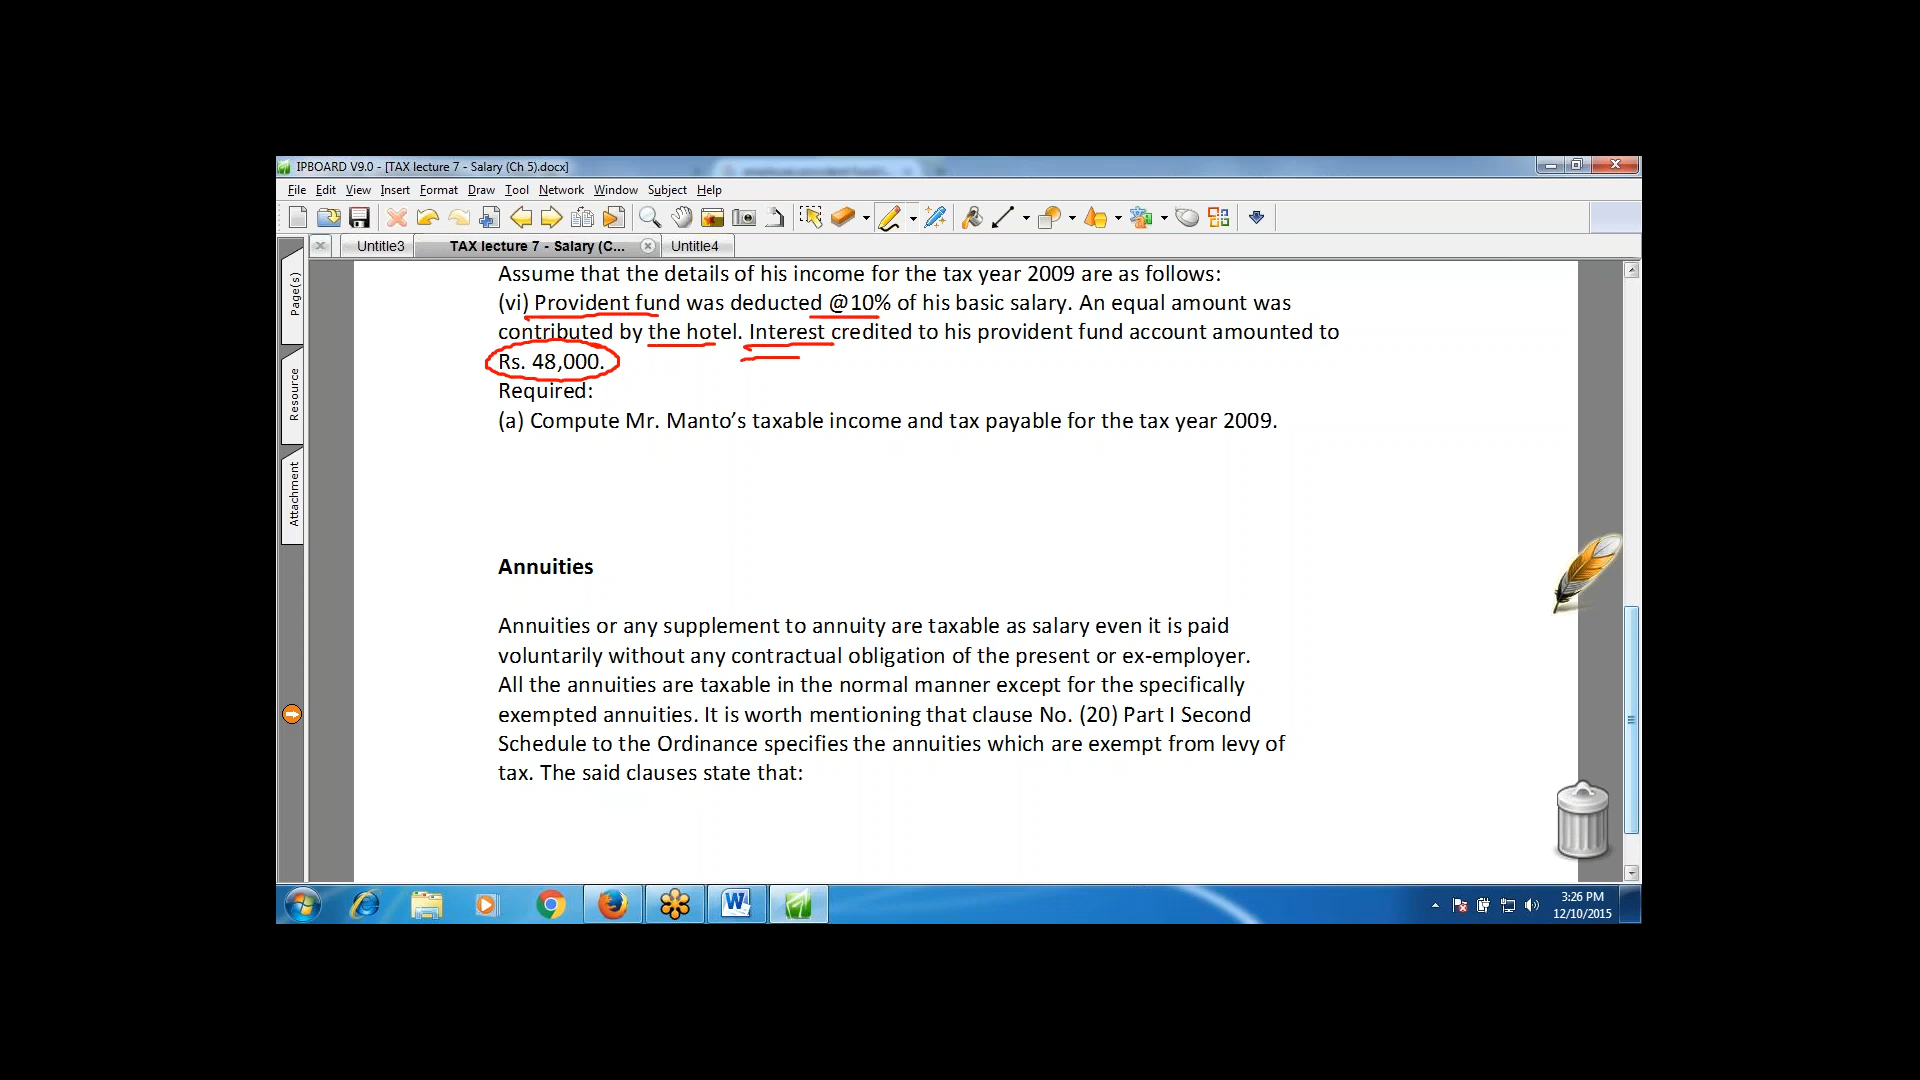 IPBOARD V9.0 - [TAX lecture 7 - Salary (Ch 5).docx]
File Edit View Insert Format Draw Tool Network Window Subject Help
Untitle3 TAX lecture 7 - Salary (C... Untitle4
Page(s)
Resource
Attachment
Assume that the details of his income for the tax year 2009 are as follows:
(vi) Provident fund was deducted @10% of his basic salary. An equal amount was
contributed by the hotel. Interest credited to his provident fund account amounted to
Rs. 48,000.
Required:
(a) Compute Mr. Manto’s taxable income and tax payable for the tax year 2009.
Annuities
Annuities or any supplement to annuity are taxable as salary even it is paid
voluntarily without any contractual obligation of the present or ex-employer.
All the annuities are taxable in the normal manner except for the specifically
exempted annuities. It is worth mentioning that clause No. (20) Part I Second
Schedule to the Ordinance specifies the annuities which are exempt from levy of
tax. The said clauses state that:
3:26 PM
12/10/2015